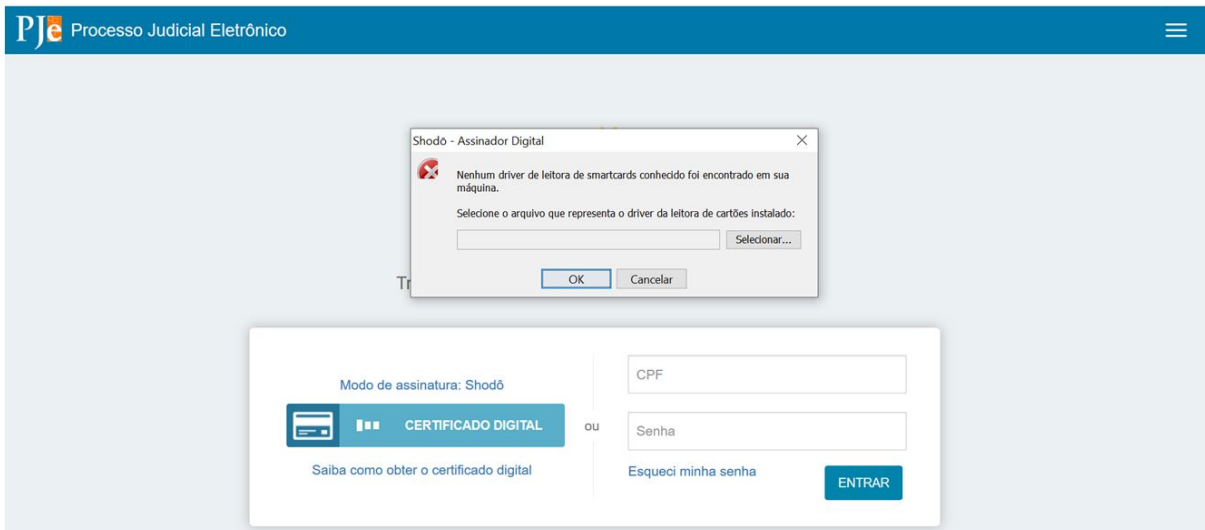 PJe Processo Judicial Eletrônico
Shodō - Assinador Digital
Nenhum driver de leitora de smartcards conhecido foi encontrado em sua
máquina.
Selecione o arquivo que representa o driver da leitora de cartões instalado:
Selecionar...
OK Cancelar
Tr
Modo de assinatura: Shodô
CERTIFICADO DIGITAL
Saiba como obter o certificado digital
ou
CPF
Senha
Esqueci minha senha
ENTRAR